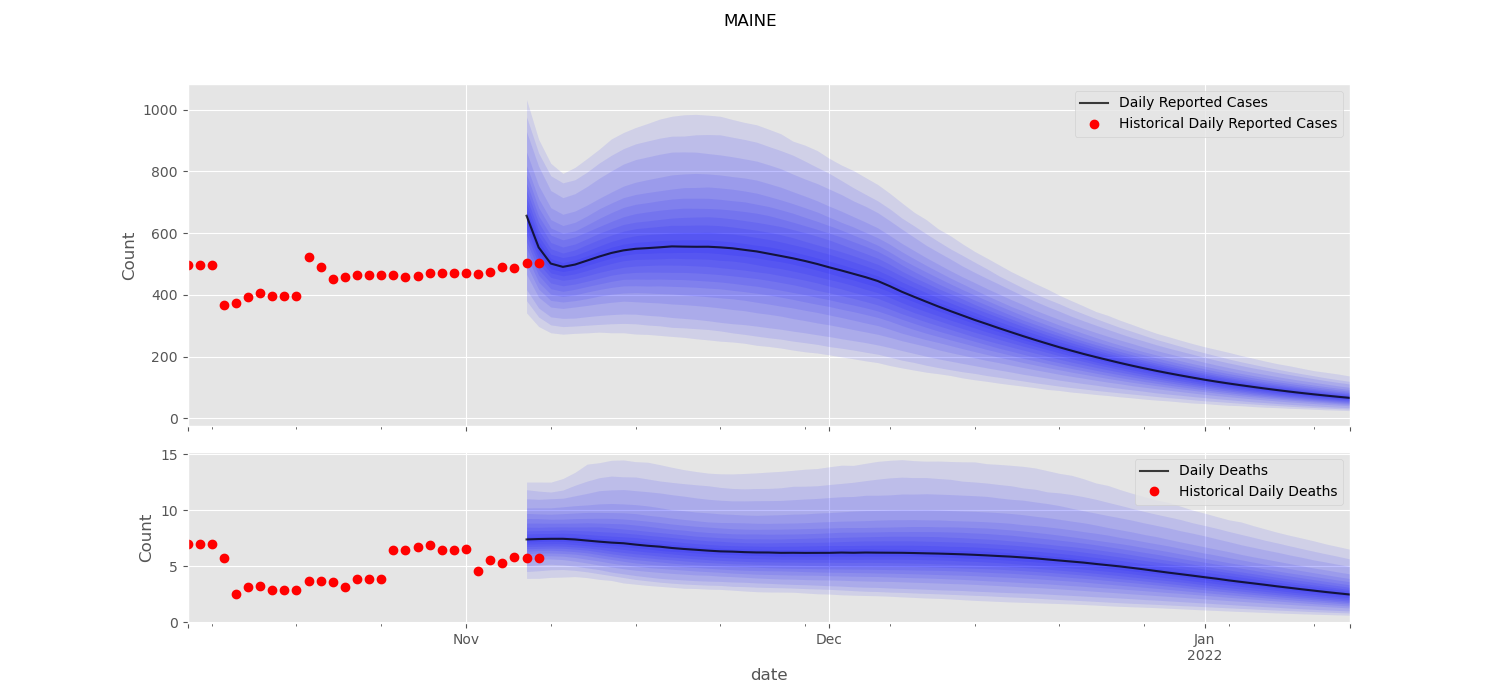 MAINE
Daily Reported Cases
Historical Daily Reported Cases
Count
1000
800
600
400
200
0
Daily Deaths
Historical Daily Deaths
Count
15
10
5
0
Nov
Dec
Jan
2022
date